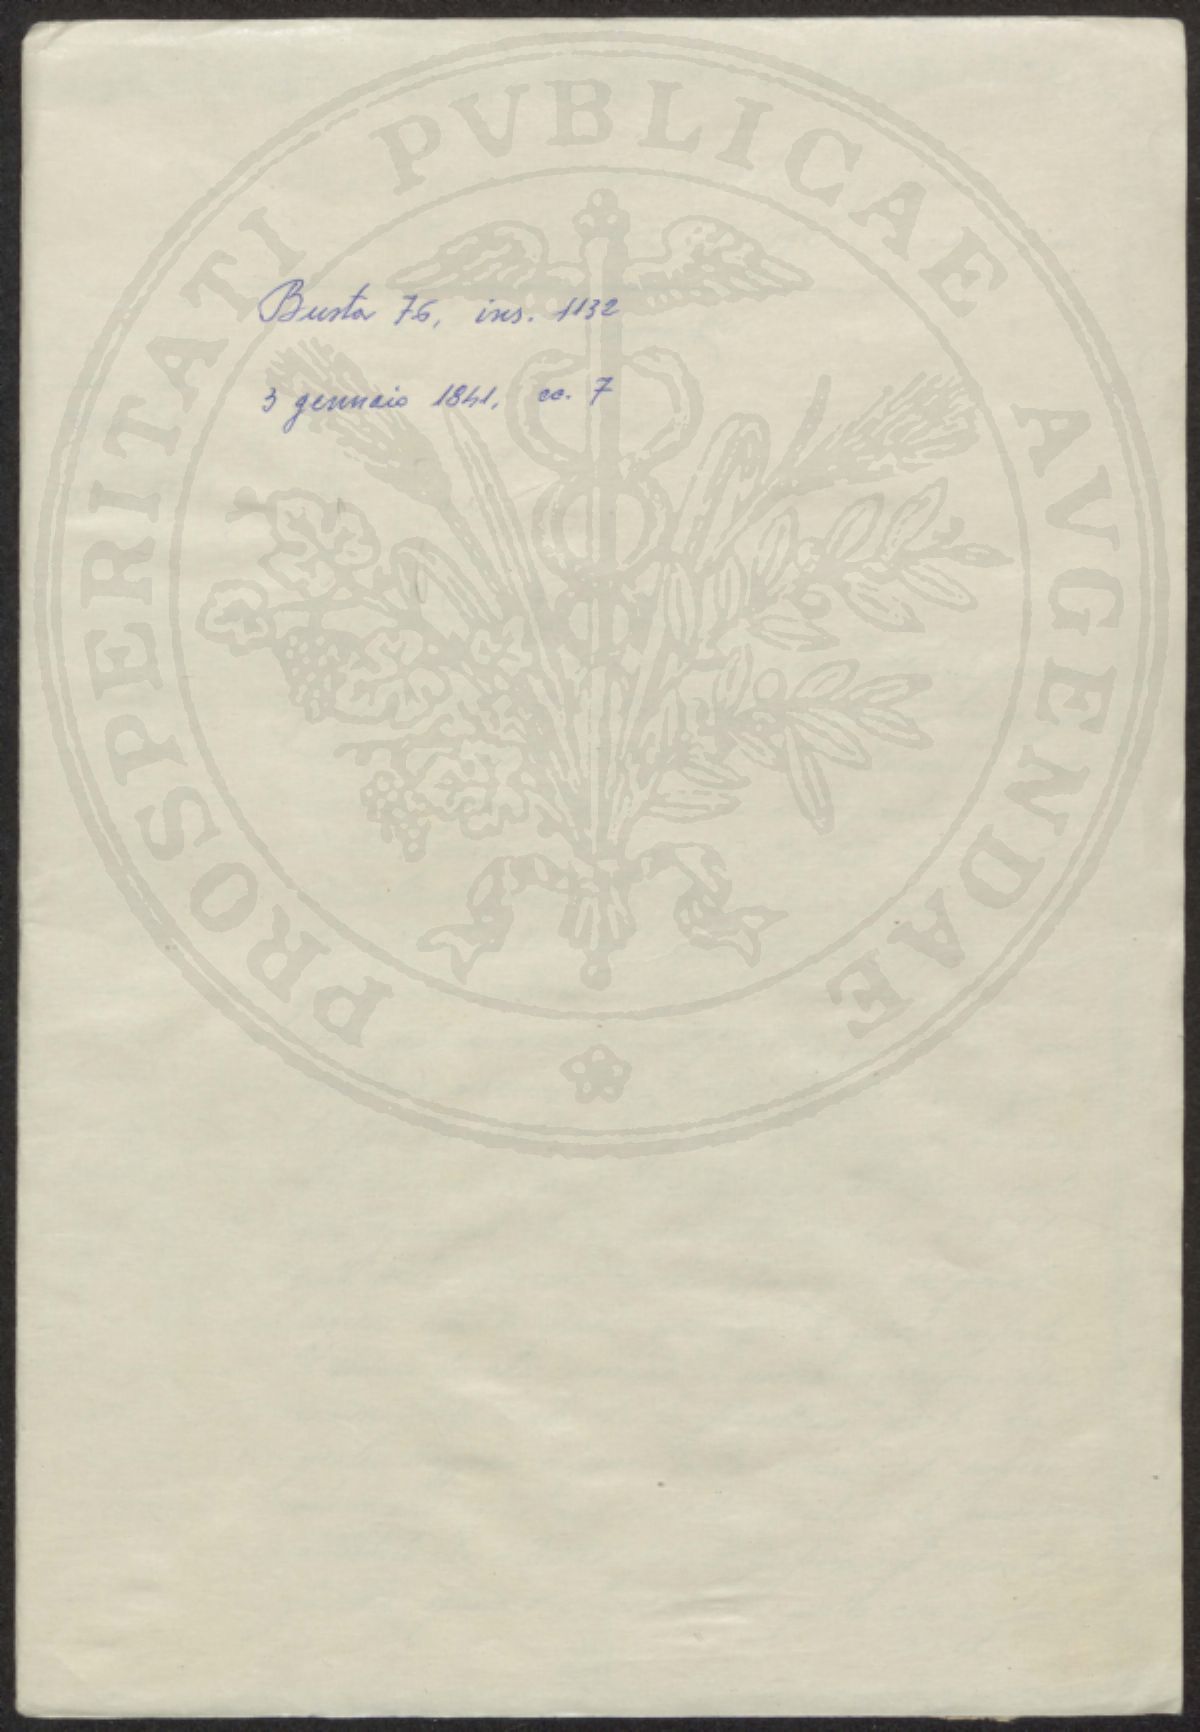 Busta 76, ins. 1132
3 gennaio 1841, cc. 7
PROSPERITATI PVBLICAE AVGENDAE